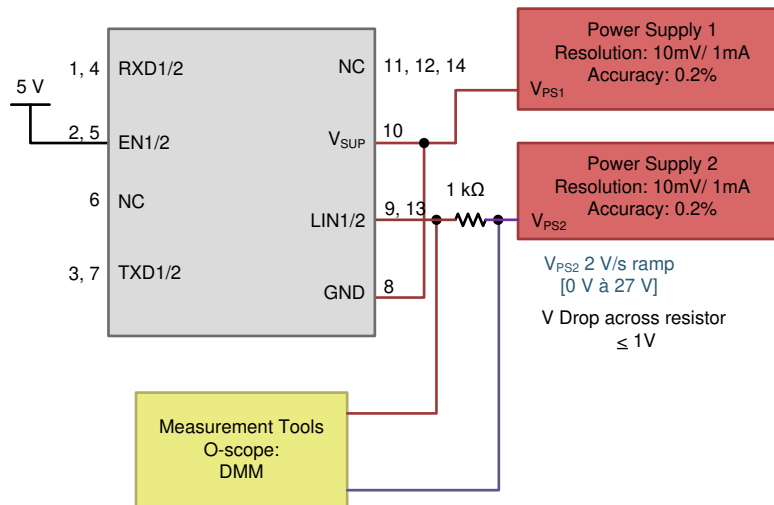 5 V
1, 4
RXD1/2
2, 5
EN1/2
6
NC
3, 7
TXD1/2
NC
11, 12, 14
VSUP
10
LIN1/2
9, 13
GND
8
1 kΩ
Power Supply 1
Resolution: 10mV/ 1mA
Accuracy: 0.2%
VPS1
Power Supply 2
Resolution: 10mV/ 1mA
Accuracy: 0.2%
VPS2
VPS2 2 V/s ramp
[0 V à 27 V]
V Drop across resistor
≤ 1V
Measurement Tools
O-scope:
DMM